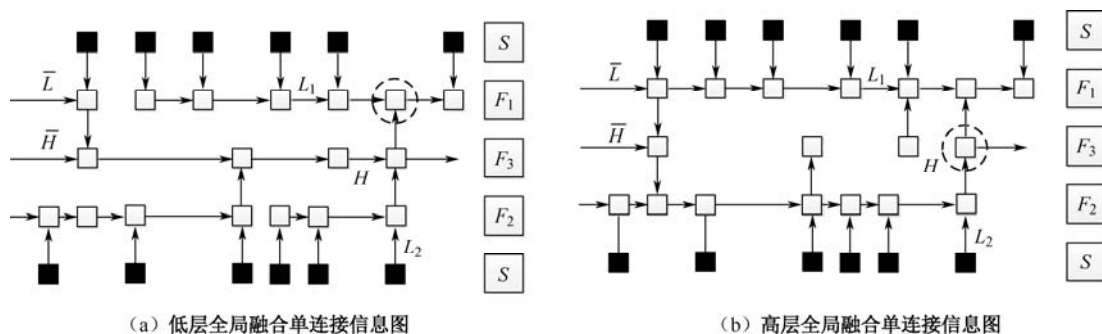 S
L̅ L₁ F₁
H̅ H F₃
F₂
L₂
S
（a）低层全局融合单连接信息图
S
L̅ L₁ F₁
H̅ H F₃
F₂
L₂
S
（b）高层全局融合单连接信息图